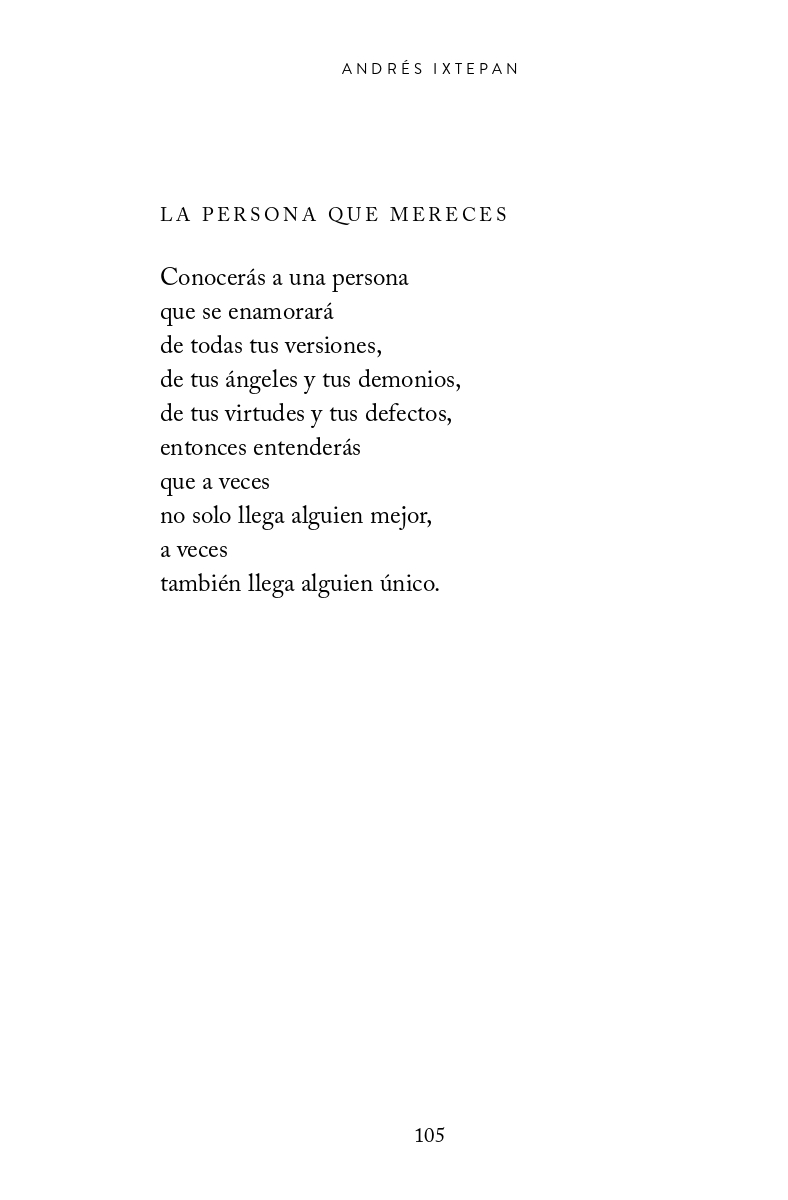 ANDRÉS IXTEPAN
LA PERSONA QUE MERECES
Conocerás a una persona
que se enamorará
de todas tus versiones,
de tus ángeles y tus demonios,
de tus virtudes y tus defectos,
entonces entenderás
que a veces
no solo llega alguien mejor,
a veces
también llega alguien único.
105